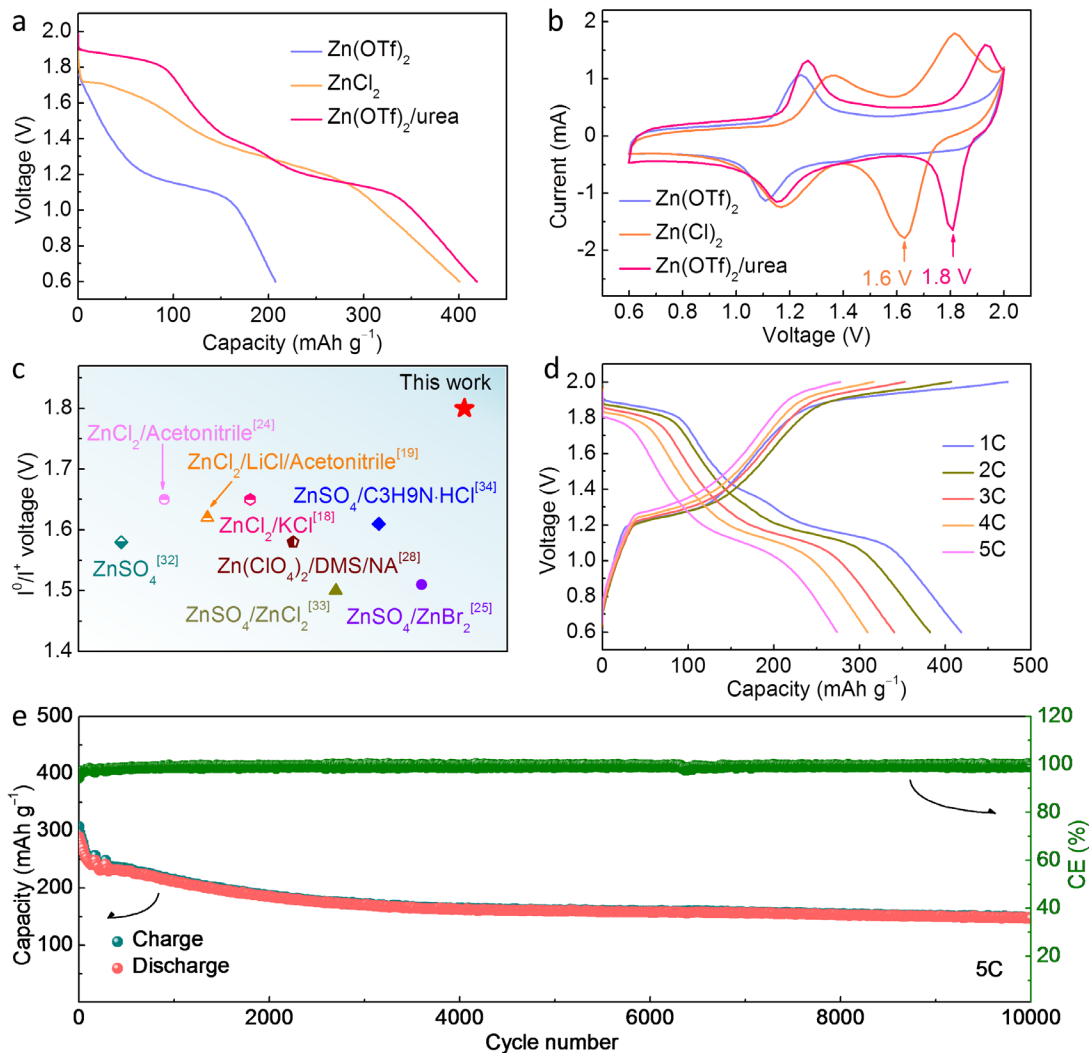 a
2.0
1.8
1.6
1.4
1.2
1.0
0.8
0.6
Voltage (V)
0 100 200 300 400
Capacity (mAh g⁻¹)
Zn(OTf)₂
ZnCl₂
Zn(OTf)₂/urea
b
2
1
0
-1
-2
Current (mA)
0.6 0.8 1.0 1.2 1.4 1.6 1.8 2.0
Voltage (V)
Zn(OTf)₂
Zn(Cl)₂
Zn(OTf)₂/urea
1.6 V
1.8 V
c
1.8
1.7
1.6
1.5
1.4
I⁰/I⁺ voltage (V)
This work
ZnCl₂/Acetonitrile[24]
ZnCl₂/LiCl/Acetonitrile[19]
ZnSO₄/C3H9N·HCl[34]
ZnCl₂/KCl[18]
ZnSO₄[32]
Zn(ClO₄)₂/DMS/NA[28]
ZnSO₄/ZnCl₂[33]
ZnSO₄/ZnBr₂[25]
d
2.0
1.8
1.6
1.4
1.2
1.0
0.8
0.6
Voltage (V)
0 100 200 300 400 500
Capacity (mAh g⁻¹)
1C
2C
3C
4C
5C
e
500
400
300
200
100
Capacity (mAh g⁻¹)
120
100
80
60
40
20
0
CE (%)
Charge
Discharge
5C
0 2000 4000 6000 8000 10000
Cycle number